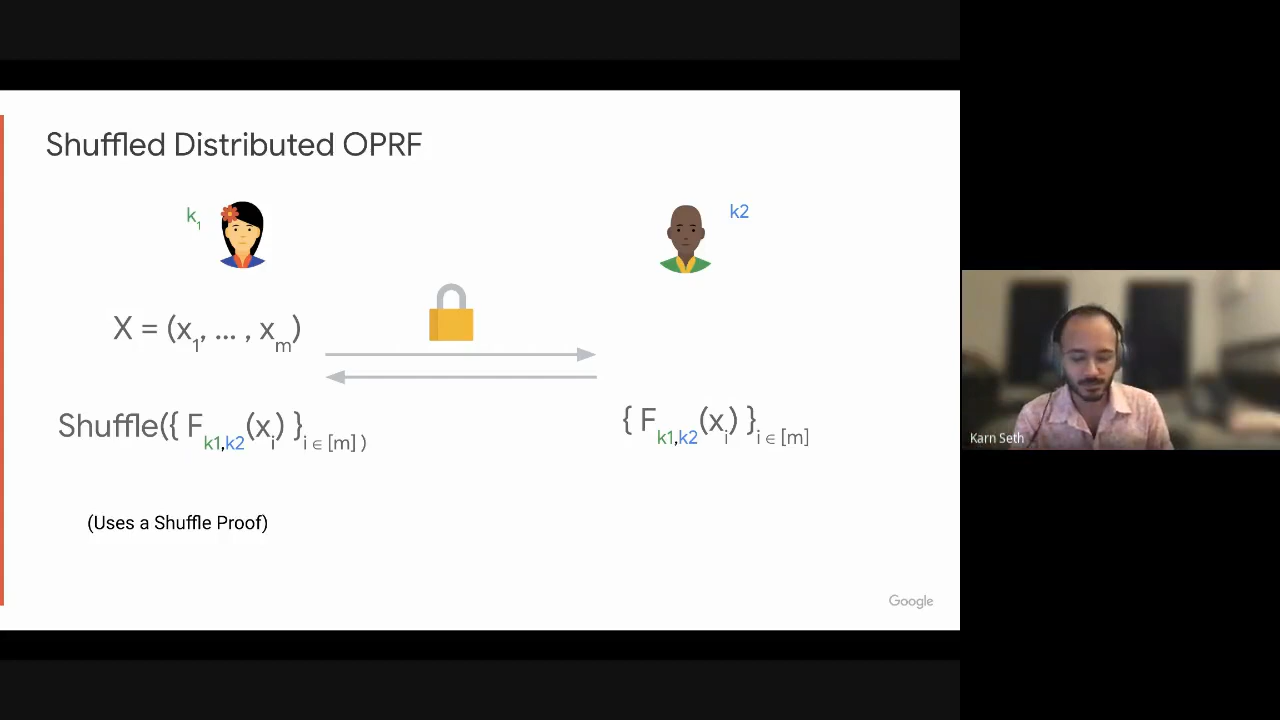 Shuffled Distributed OPRF
k1
k2
X = (x1, ... , xm)
Shuffle({ Fk1,k2(xi) }i ∈ [m] )
{ Fk1,k2(xi) }i ∈ [m]
(Uses a Shuffle Proof)
Google
Karn Seth